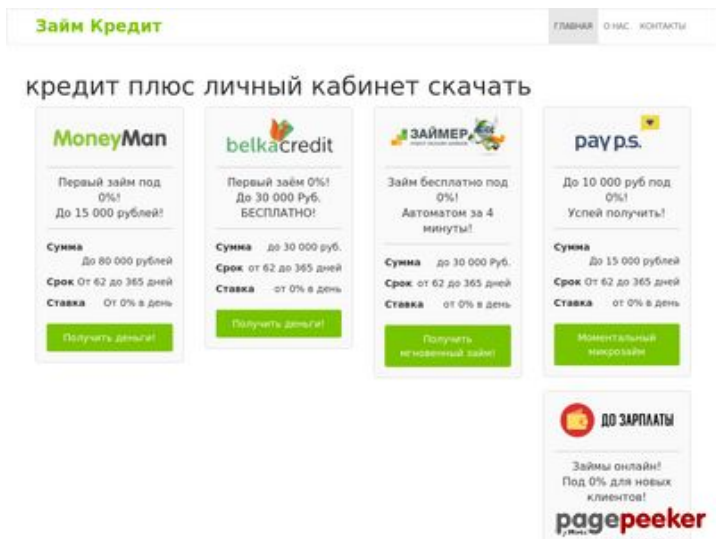 Займ Кредит
ГЛАВНАЯ О НАС. КОНТАКТЫ
кредит плюс личный кабинет скачать
MoneyMan
Первый займ под
0%!
До 15 000 рублей!
Сумма
До 80 000 рублей
Срок От 62 до 365 дней
Ставка От 0% в день
Получить деньги!
belkacredit
Первый заём 0%!
До 30 000 Руб.
БЕСПЛАТНО!
Сумма до 30 000 руб.
Срок от 62 до 365 дней
Ставка от 0% в день
Получить деньги!
ЗАЙМЕР
Займ бесплатно под
0%!
Автоматом за 4
минуты!
Сумма до 30 000 Руб.
Срок от 62 до 365 дней
Ставка от 0% в день
Получить
мгновенный займ!
pay p.s.
До 10 000 руб под
0%!
Успей получить!
Сумма
До 15 000 рублей
Срок От 62 до 365 дней
Ставка от 0% в день
Моментальный
микрозайм
ДО ЗАРПЛАТЫ
Займы онлайн!
Под 0% для новых
клиентов!
pagepeeker